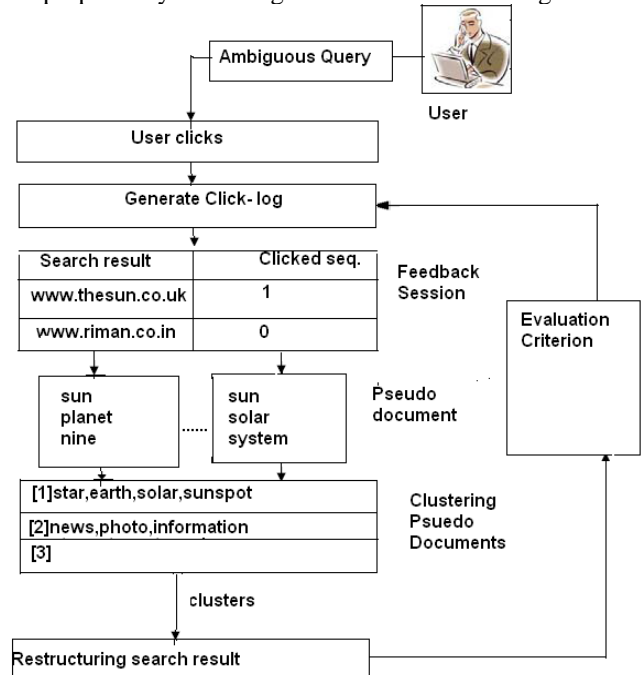 Ambiguous Query
User
User clicks
Generate Click- log
Search result Clicked seq.
www.thesun.co.uk 1
www.riman.co.in 0
Feedback
Session
Evaluation
Criterion
sun
planet
nine
......
sun
solar
system
Pseudo
document
[1]star,earth,solar,sunspot
[2]news,photo,information
[3]
Clustering
Psuedo
Documents
clusters
Restructuring search result